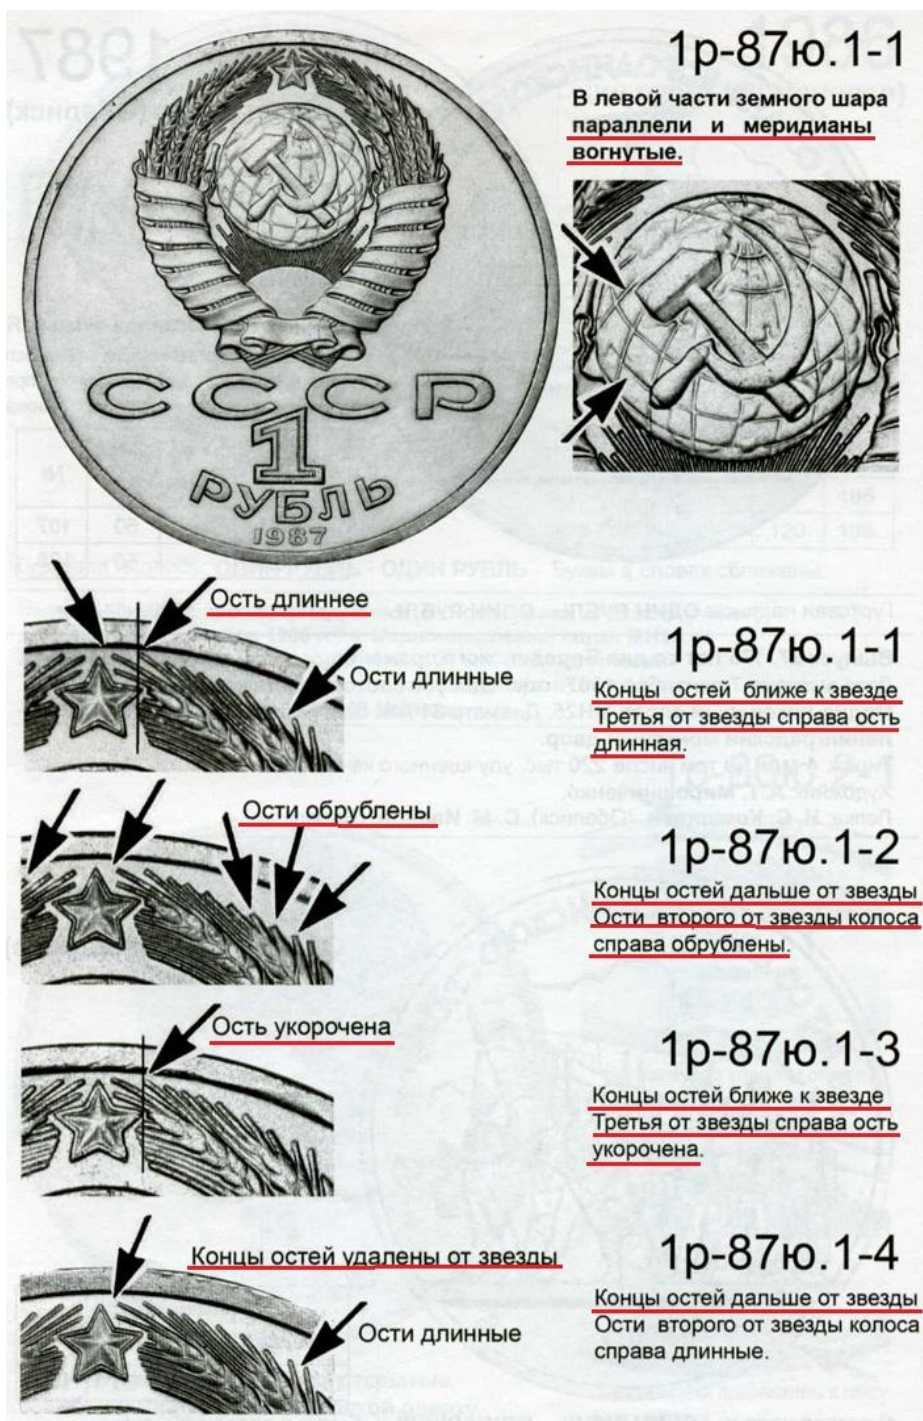 1р-87ю.1-1
В левой части земного шара
параллели и меридианы
вогнутые.
СССР
1
РУБЛЬ
1987
Ость длиннее
Ости длинные
1р-87ю.1-1
Концы остей ближе к звезде
Третья от звезды справа ость
длинная.
Ости обрублены
1р-87ю.1-2
Концы остей дальше от звезды
Ости второго от звезды колоса
справа обрублены.
Ость укорочена
1р-87ю.1-3
Концы остей ближе к звезде
Третья от звезды справа ость
укорочена.
Концы остей удалены от звезды
Ости длинные
1р-87ю.1-4
Концы остей дальше от звезды
Ости второго от звезды колоса
справа длинные.